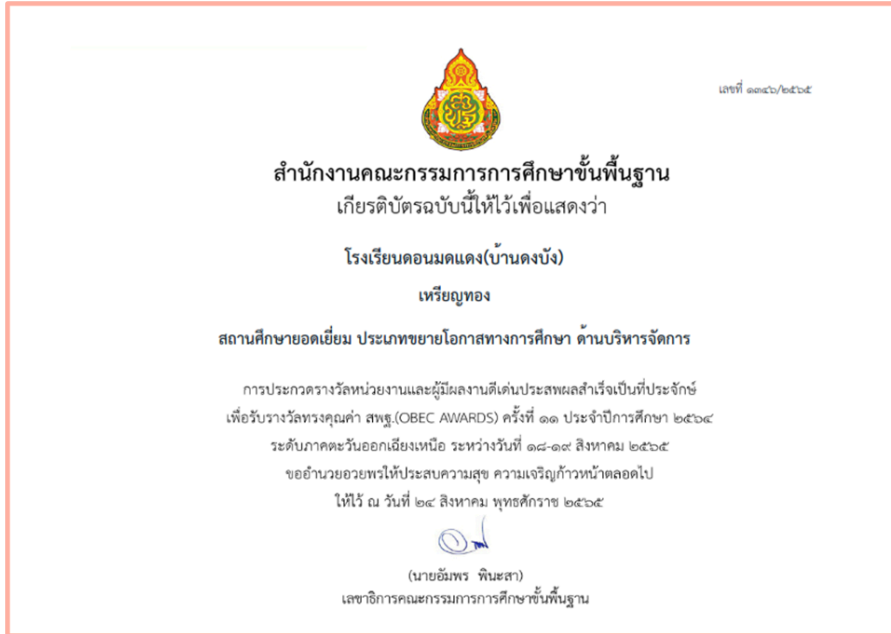 เลขที่ ๑๓๔๖/๒๕๖๕
สำนักงานคณะกรรมการการศึกษาขั้นพื้นฐาน
เกียรติบัตรฉบับนี้ให้ไว้เพื่อแสดงว่า
โรงเรียนดอนมดแดง(บ้านดงบัง)
เหรียญทอง
สถานศึกษายอดเยี่ยม ประเภทขยายโอกาสทางการศึกษา ด้านบริหารจัดการ
การประกวดรางวัลหน่วยงานและผู้มีผลงานดีเด่นประสพผลสำเร็จเป็นที่ประจักษ์
เพื่อรับรางวัลทรงคุณค่า สพฐ.(OBEC AWARDS) ครั้งที่ ๑๑ ประจำปีการศึกษา ๒๕๖๔
ระดับภาคตะวันออกเฉียงเหนือ ระหว่างวันที่ ๑๘-๑๙ สิงหาคม ๒๕๖๕
ขออำนวยอวยพรให้ประสบความสุข ความเจริญก้าวหน้าตลอดไป
ให้ไว้ ณ วันที่ ๒๔ สิงหาคม พุทธศักราช ๒๕๖๕
(นายอัมพร พินะสา)
เลขาธิการคณะกรรมการการศึกษาขั้นพื้นฐาน